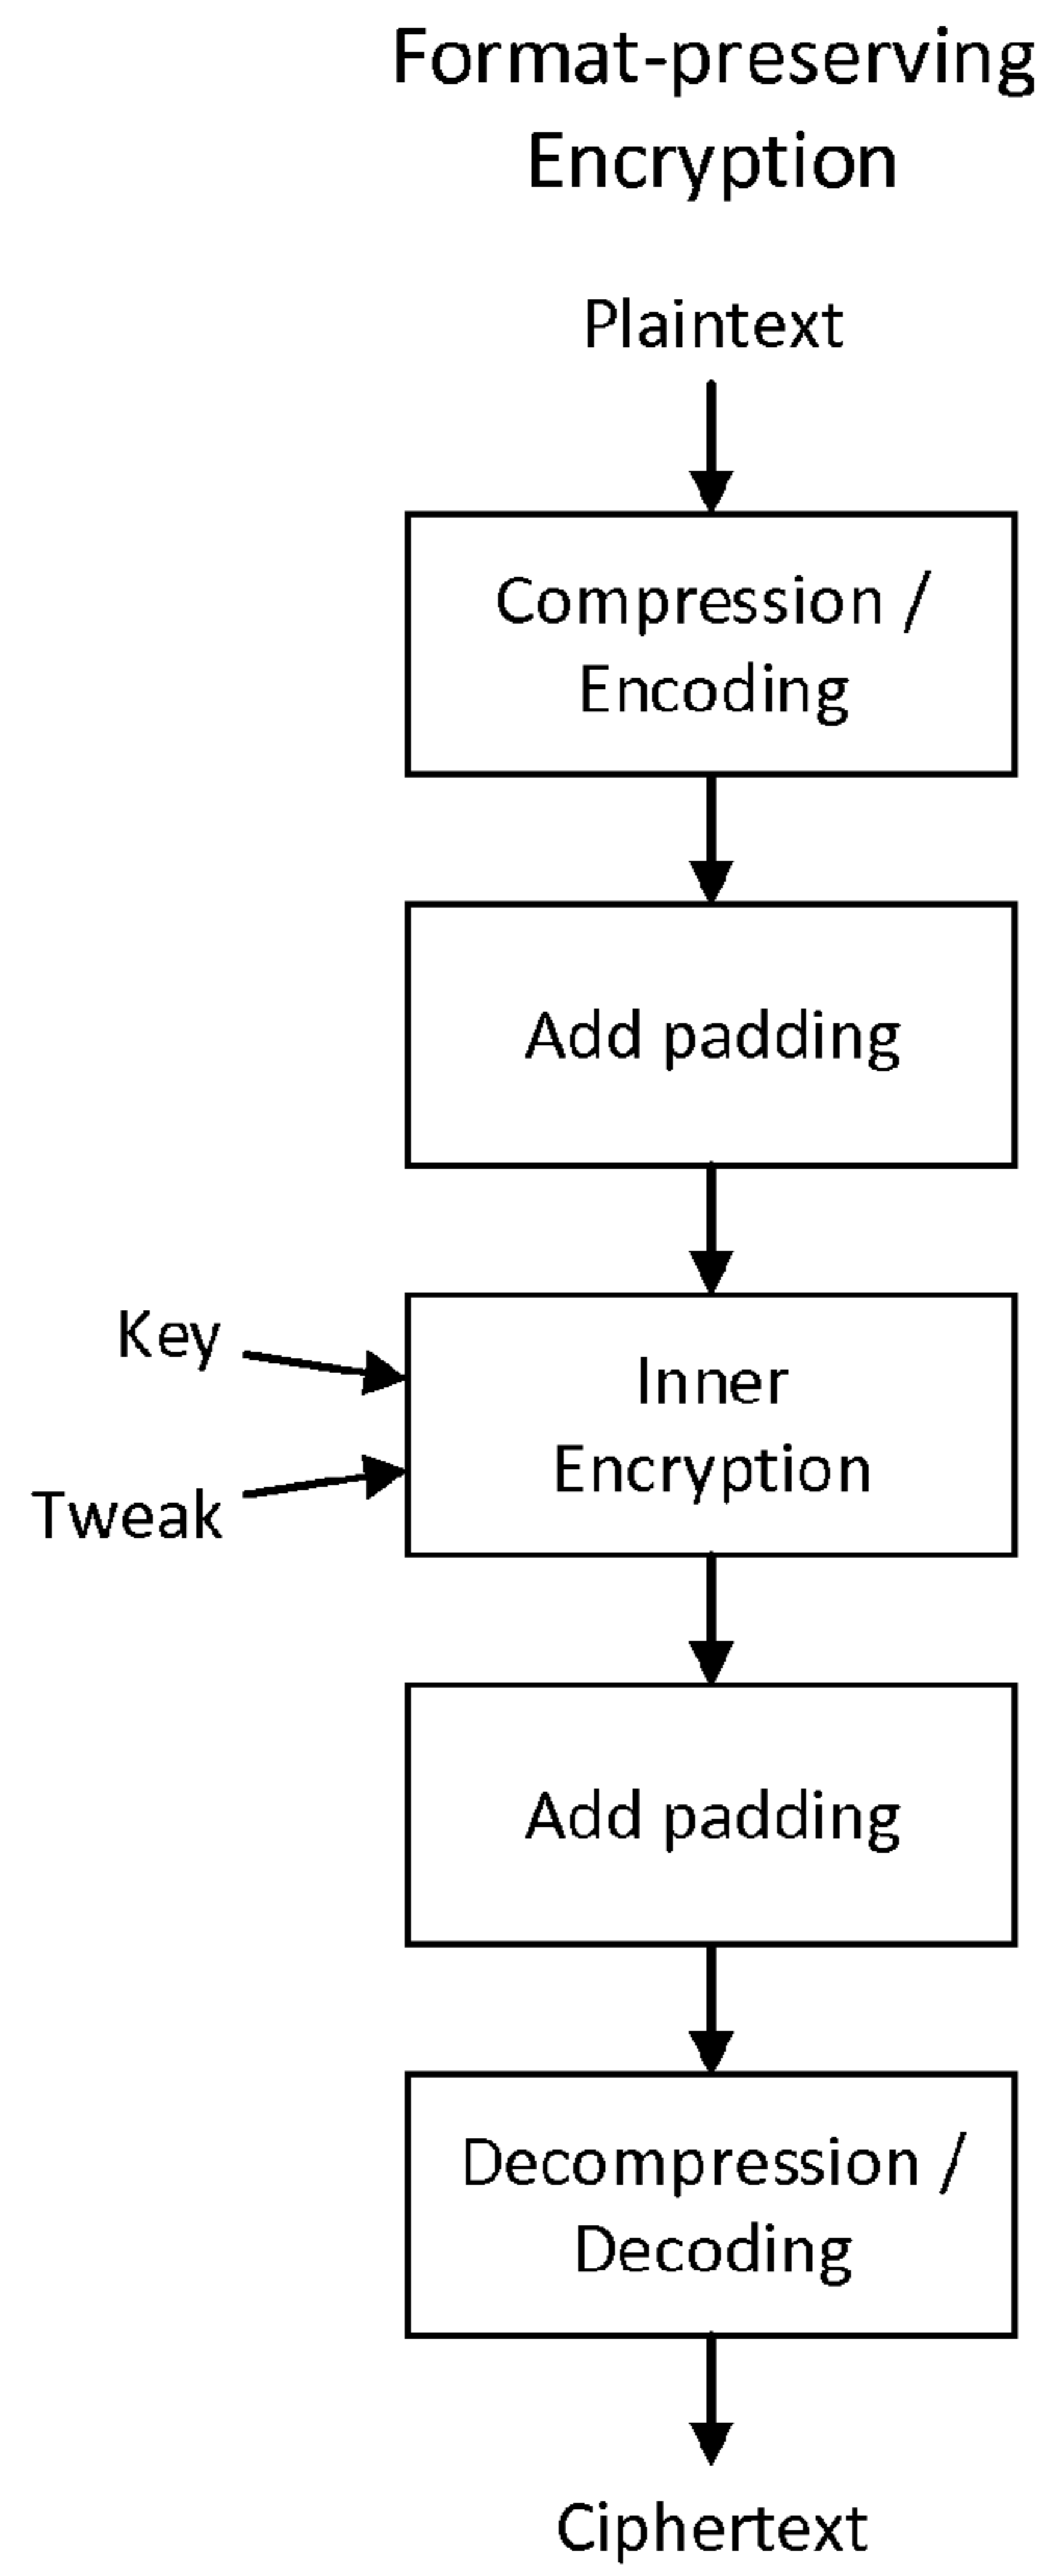 Format-preserving
Encryption
Plaintext
Compression /
Encoding
Add padding
Key
Tweak
Inner
Encryption
Add padding
Decompression /
Decoding
Ciphertext